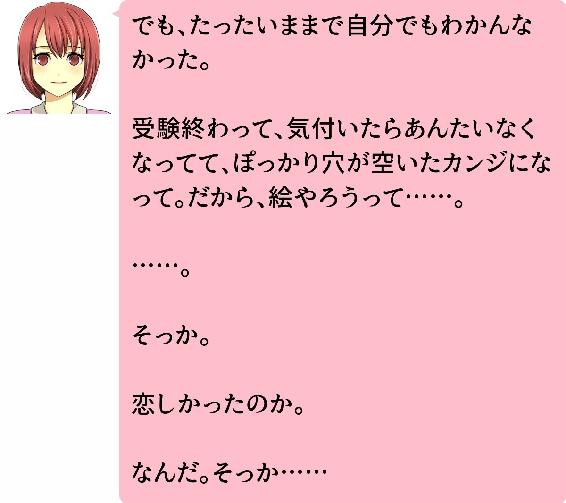 でも、たったいままで自分でもわかんな
かった。
受験終わって、気付いたらあんたいなく
なってて、ぽっかり穴が空いたカンジにな
って。だから、絵やろうって……。
……。
そっか。
恋しかったのか。
なんだ。そっか……